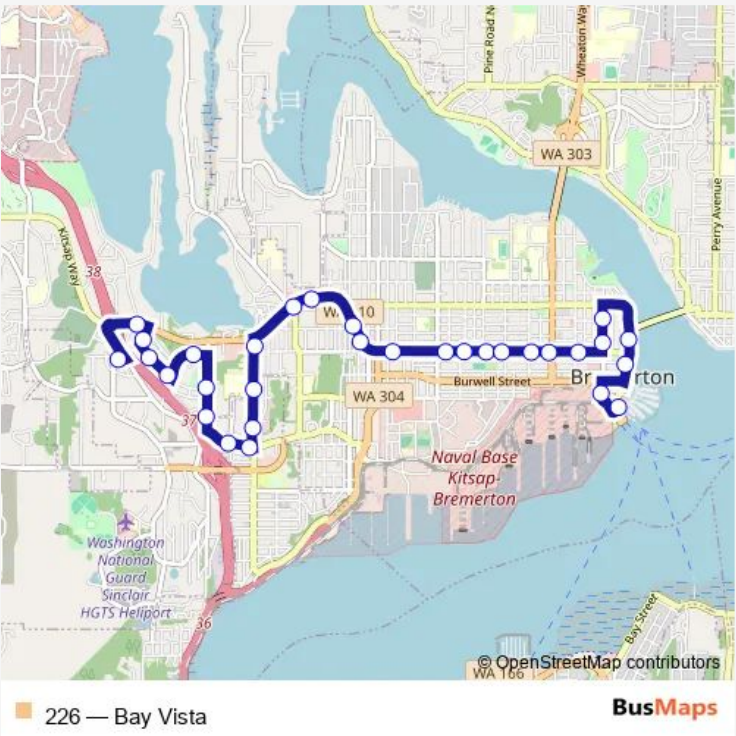 Pine Road N
Wheaton Way
WA 303
Perry Avenue
Kitsap Way
38
WA 310
Burwell Street
Bremerton
WA 304
37
Naval Base
Kitsap-
Bremerton
Washington
National
Guard
Sinclair
HGTS Heliport
36
Bay Street
WA 166
© OpenStreetMap contributors
226 — Bay Vista
BusMaps